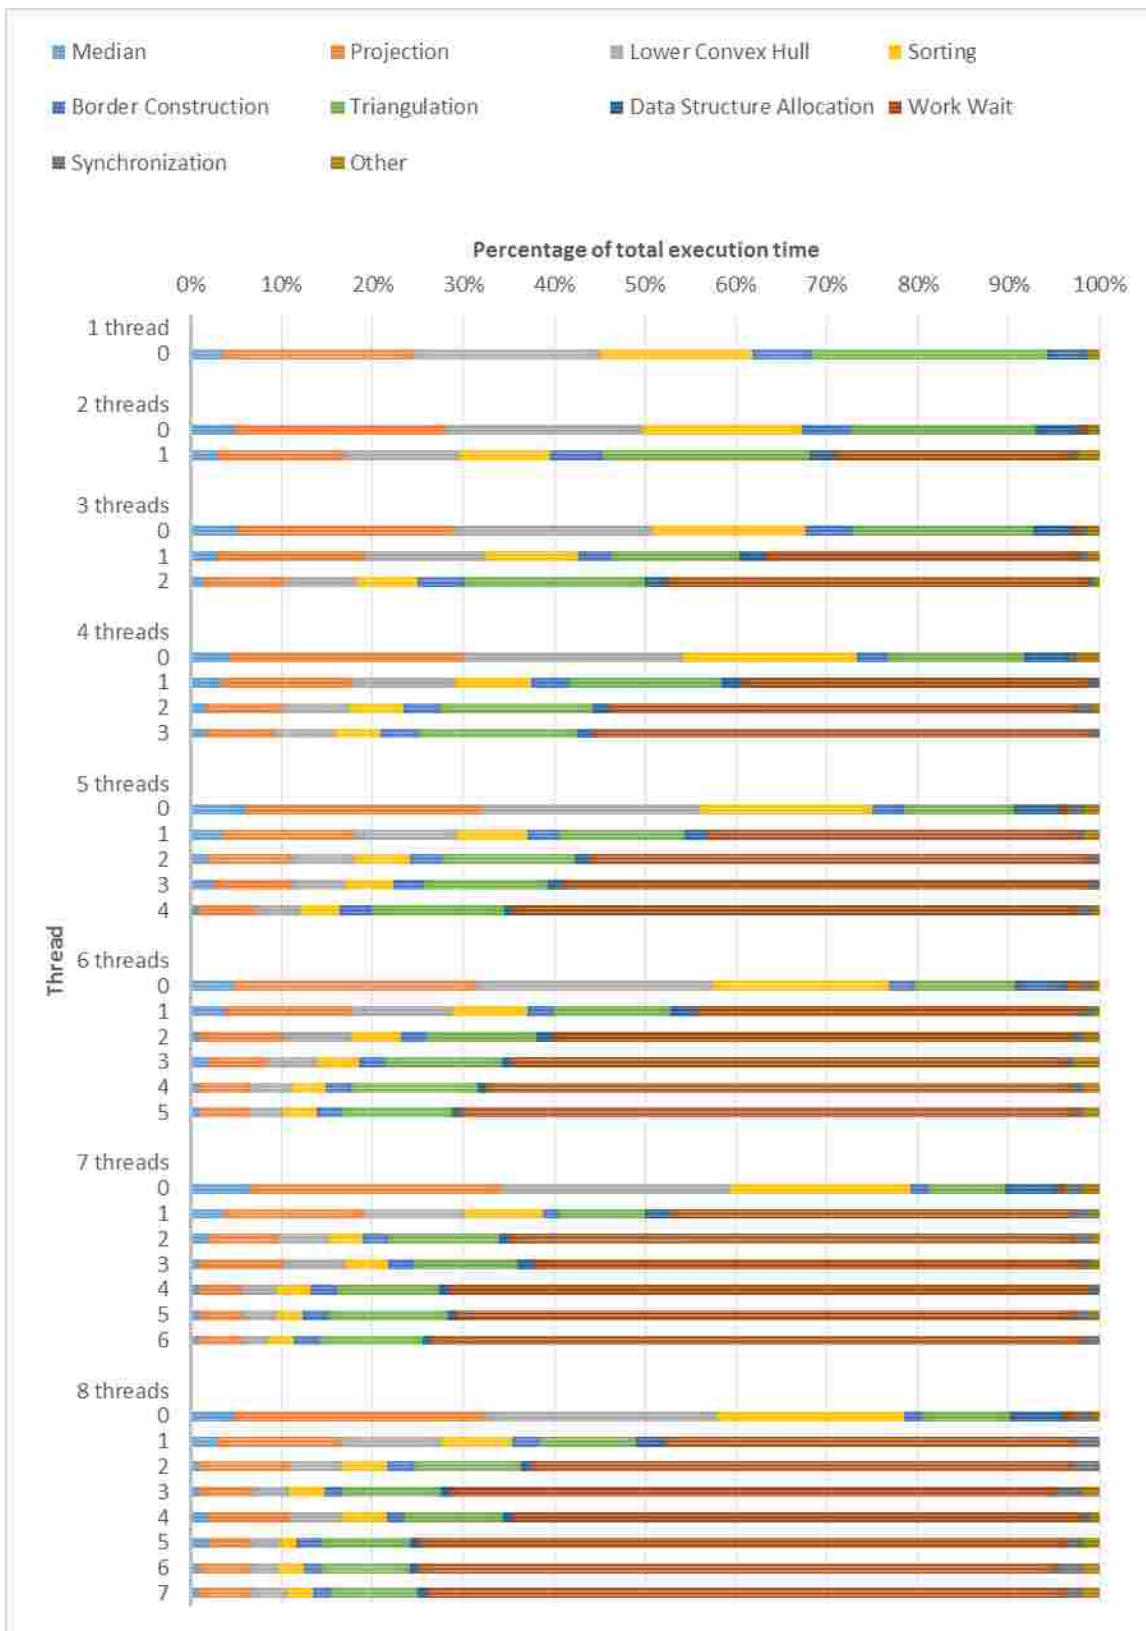 Median Projection Lower Convex Hull Sorting
Border Construction Triangulation Data Structure Allocation Work Wait
Synchronization Other
Percentage of total execution time
0% 10% 20% 30% 40% 50% 60% 70% 80% 90% 100%
1 thread
0
2 threads
0
1
3 threads
0
1
2
4 threads
0
1
2
3
5 threads
0
1
2
3
4
Thread
6 threads
0
1
2
3
4
5
7 threads
0
1
2
3
4
5
6
8 threads
0
1
2
3
4
5
6
7